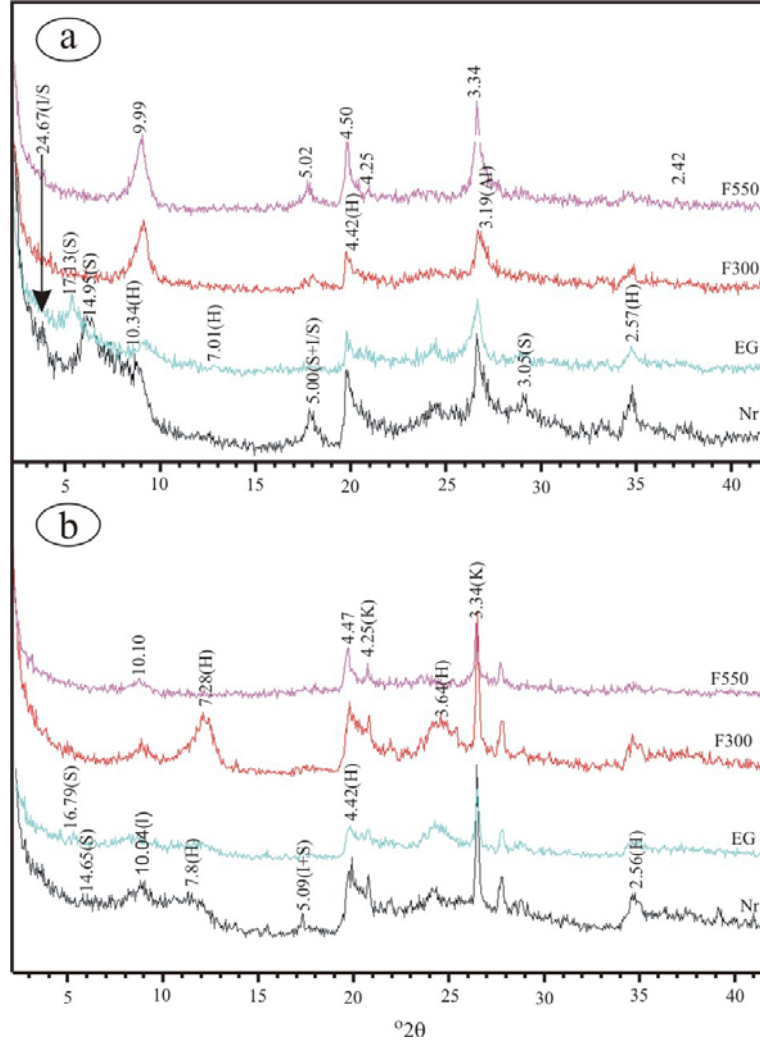 a
24.67(I/S
9.99
5.02
4.50
4.25
3.34
2.42
F550
4.42(H)
3.19(Al)
F300
17.13(S)
14.95(S)
10.34(H)
7.01(H)
5.00(S+I/S)
3.05(S)
2.57(H)
EG
Nr
5 10 15 20 25 30 35 40
b
10.10
4.47
4.25(K)
3.34(K)
F550
7.28(H)
3.64(H)
F300
16.79(S)
14.65(S)
10.04(I)
7.8(H)
5.09(I+S)
4.42(H)
2.56(H)
EG
Nr
5 10 15 20 25 30 35 40
°2θ